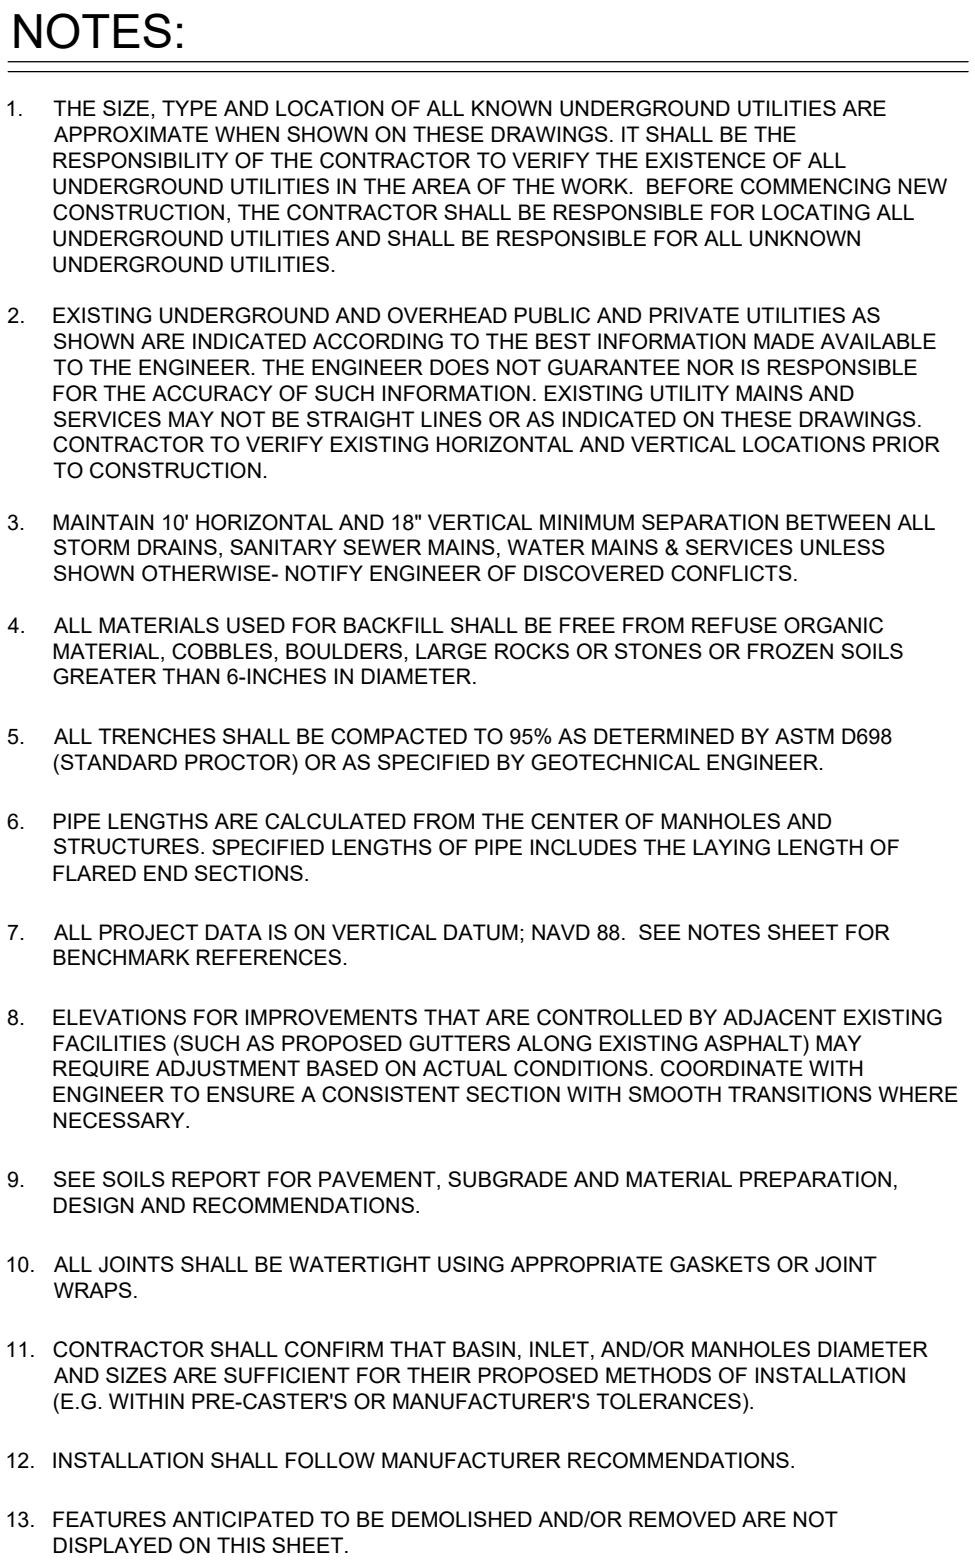 NOTES:
1. THE SIZE, TYPE AND LOCATION OF ALL KNOWN UNDERGROUND UTILITIES ARE
APPROXIMATE WHEN SHOWN ON THESE DRAWINGS. IT SHALL BE THE
RESPONSIBILITY OF THE CONTRACTOR TO VERIFY THE EXISTENCE OF ALL
UNDERGROUND UTILITIES IN THE AREA OF THE WORK. BEFORE COMMENCING NEW
CONSTRUCTION, THE CONTRACTOR SHALL BE RESPONSIBLE FOR LOCATING ALL
UNDERGROUND UTILITIES AND SHALL BE RESPONSIBLE FOR ALL UNKNOWN
UNDERGROUND UTILITIES.
2. EXISTING UNDERGROUND AND OVERHEAD PUBLIC AND PRIVATE UTILITIES AS
SHOWN ARE INDICATED ACCORDING TO THE BEST INFORMATION MADE AVAILABLE
TO THE ENGINEER. THE ENGINEER DOES NOT GUARANTEE NOR IS RESPONSIBLE
FOR THE ACCURACY OF SUCH INFORMATION. EXISTING UTILITY MAINS AND
SERVICES MAY NOT BE STRAIGHT LINES OR AS INDICATED ON THESE DRAWINGS.
CONTRACTOR TO VERIFY EXISTING HORIZONTAL AND VERTICAL LOCATIONS PRIOR
TO CONSTRUCTION.
3. MAINTAIN 10' HORIZONTAL AND 18" VERTICAL MINIMUM SEPARATION BETWEEN ALL
STORM DRAINS, SANITARY SEWER MAINS, WATER MAINS & SERVICES UNLESS
SHOWN OTHERWISE- NOTIFY ENGINEER OF DISCOVERED CONFLICTS.
4. ALL MATERIALS USED FOR BACKFILL SHALL BE FREE FROM REFUSE ORGANIC
MATERIAL, COBBLES, BOULDERS, LARGE ROCKS OR STONES OR FROZEN SOILS
GREATER THAN 6-INCHES IN DIAMETER.
5. ALL TRENCHES SHALL BE COMPACTED TO 95% AS DETERMINED BY ASTM D698
(STANDARD PROCTOR) OR AS SPECIFIED BY GEOTECHNICAL ENGINEER.
6. PIPE LENGTHS ARE CALCULATED FROM THE CENTER OF MANHOLES AND
STRUCTURES. SPECIFIED LENGTHS OF PIPE INCLUDES THE LAYING LENGTH OF
FLARED END SECTIONS.
7. ALL PROJECT DATA IS ON VERTICAL DATUM; NAVD 88. SEE NOTES SHEET FOR
BENCHMARK REFERENCES.
8. ELEVATIONS FOR IMPROVEMENTS THAT ARE CONTROLLED BY ADJACENT EXISTING
FACILITIES (SUCH AS PROPOSED GUTTERS ALONG EXISTING ASPHALT) MAY
REQUIRE ADJUSTMENT BASED ON ACTUAL CONDITIONS. COORDINATE WITH
ENGINEER TO ENSURE A CONSISTENT SECTION WITH SMOOTH TRANSITIONS WHERE
NECESSARY.
9. SEE SOILS REPORT FOR PAVEMENT, SUBGRADE AND MATERIAL PREPARATION,
DESIGN AND RECOMMENDATIONS.
10. ALL JOINTS SHALL BE WATERTIGHT USING APPROPRIATE GASKETS OR JOINT
WRAPS.
11. CONTRACTOR SHALL CONFIRM THAT BASIN, INLET, AND/OR MANHOLES DIAMETER
AND SIZES ARE SUFFICIENT FOR THEIR PROPOSED METHODS OF INSTALLATION
(E.G. WITHIN PRE-CASTER'S OR MANUFACTURER'S TOLERANCES).
12. INSTALLATION SHALL FOLLOW MANUFACTURER RECOMMENDATIONS.
13. FEATURES ANTICIPATED TO BE DEMOLISHED AND/OR REMOVED ARE NOT
DISPLAYED ON THIS SHEET.